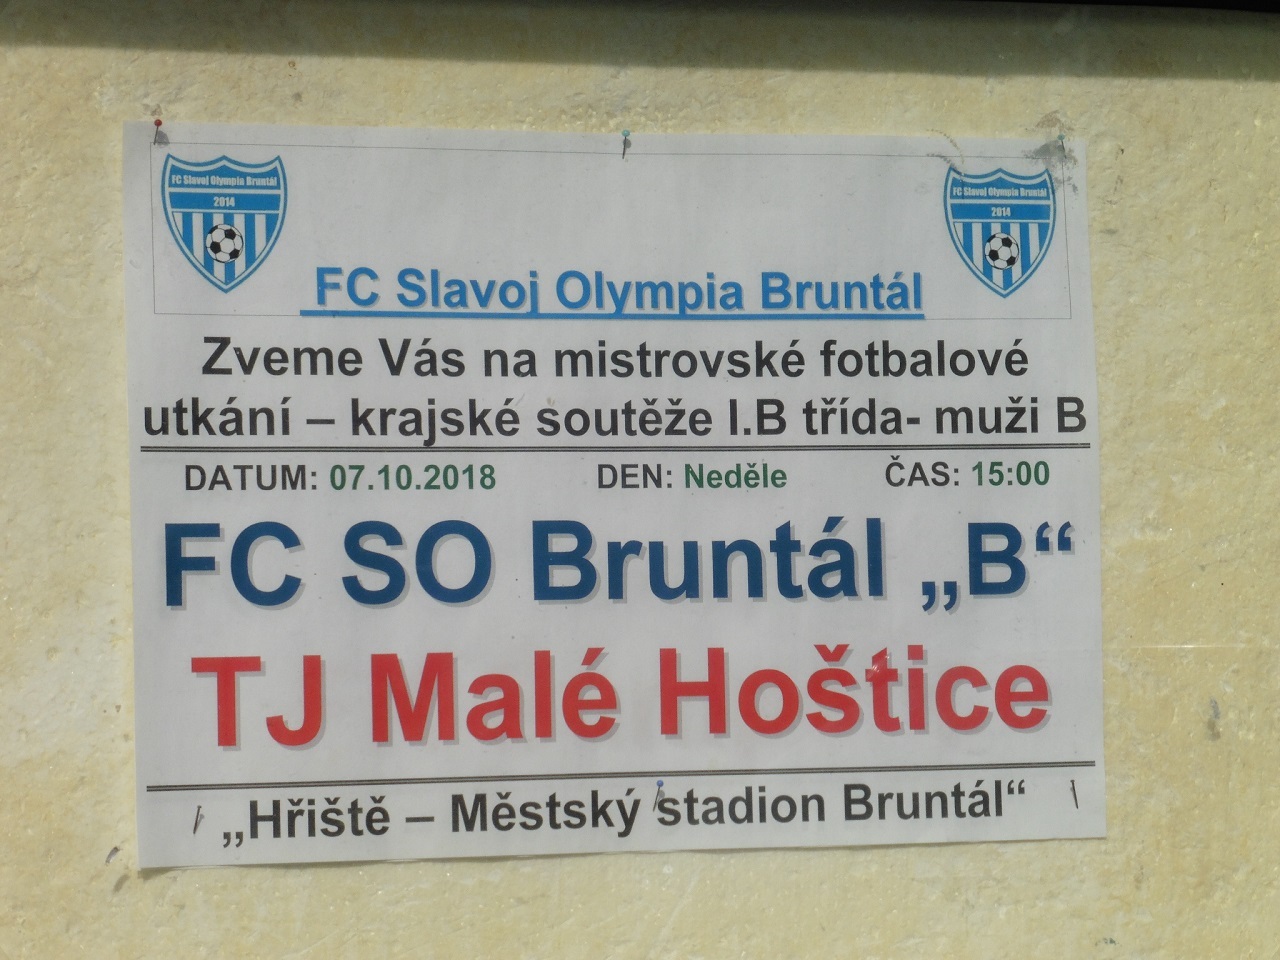 FC Slavoj Olympia Bruntál
2014
FC Slavoj Olympia Bruntál
2014
FC Slavoj Olympia Bruntál
Zveme Vás na mistrovské fotbalové
utkání – krajské soutěže I.B třída- muži B
DATUM: 07.10.2018 DEN: Neděle ČAS: 15:00
FC SO Bruntál „B“
TJ Malé Hoštice
„Hřiště – Městský stadion Bruntál“